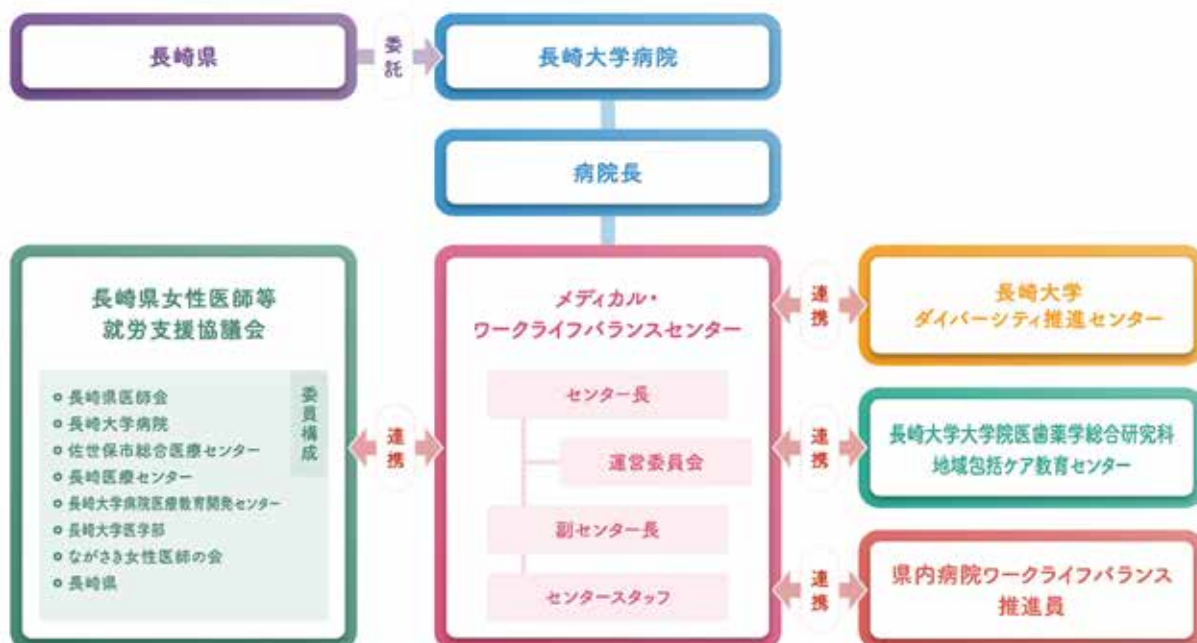 長崎県
委託
長崎大学病院
病院長
長崎県女性医師等
就労支援協議会
委員構成
長崎県医師会
長崎大学病院
佐世保市総合医療センター
長崎医療センター
長崎大学病院医療教育開発センター
長崎大学医学部
ながさき女性医師の会
長崎県
連携
メディカル・
ワークライフバランスセンター
センター長
運営委員会
副センター長
センタースタッフ
連携
長崎大学
ダイバーシティ推進センター
連携
長崎大学大学院医歯薬学総合研究科
地域包括ケア教育センター
連携
県内病院ワークライフバランス
推進員